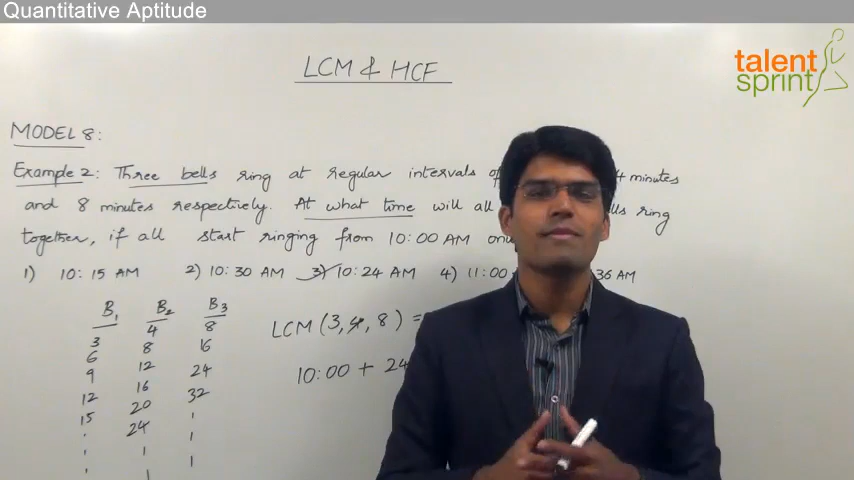 Quantitative Aptitude
talent
sprint
LCM & HCF
MODEL 8:
Example 2: Three bells ring at regular intervals of 4 minutes
and 8 minutes respectively. At what time will all ring
together, if all start ringing from 10:00 AM
1) 10:15 AM 2) 10:30 AM 3) 10:24 AM 4) 11:00 36 AM
B1 B2 B3
3 4 8
6 8 16
9 12 24
12 16 32
15 20
24
LCM (3, 4, 8) =
10:00 + 24